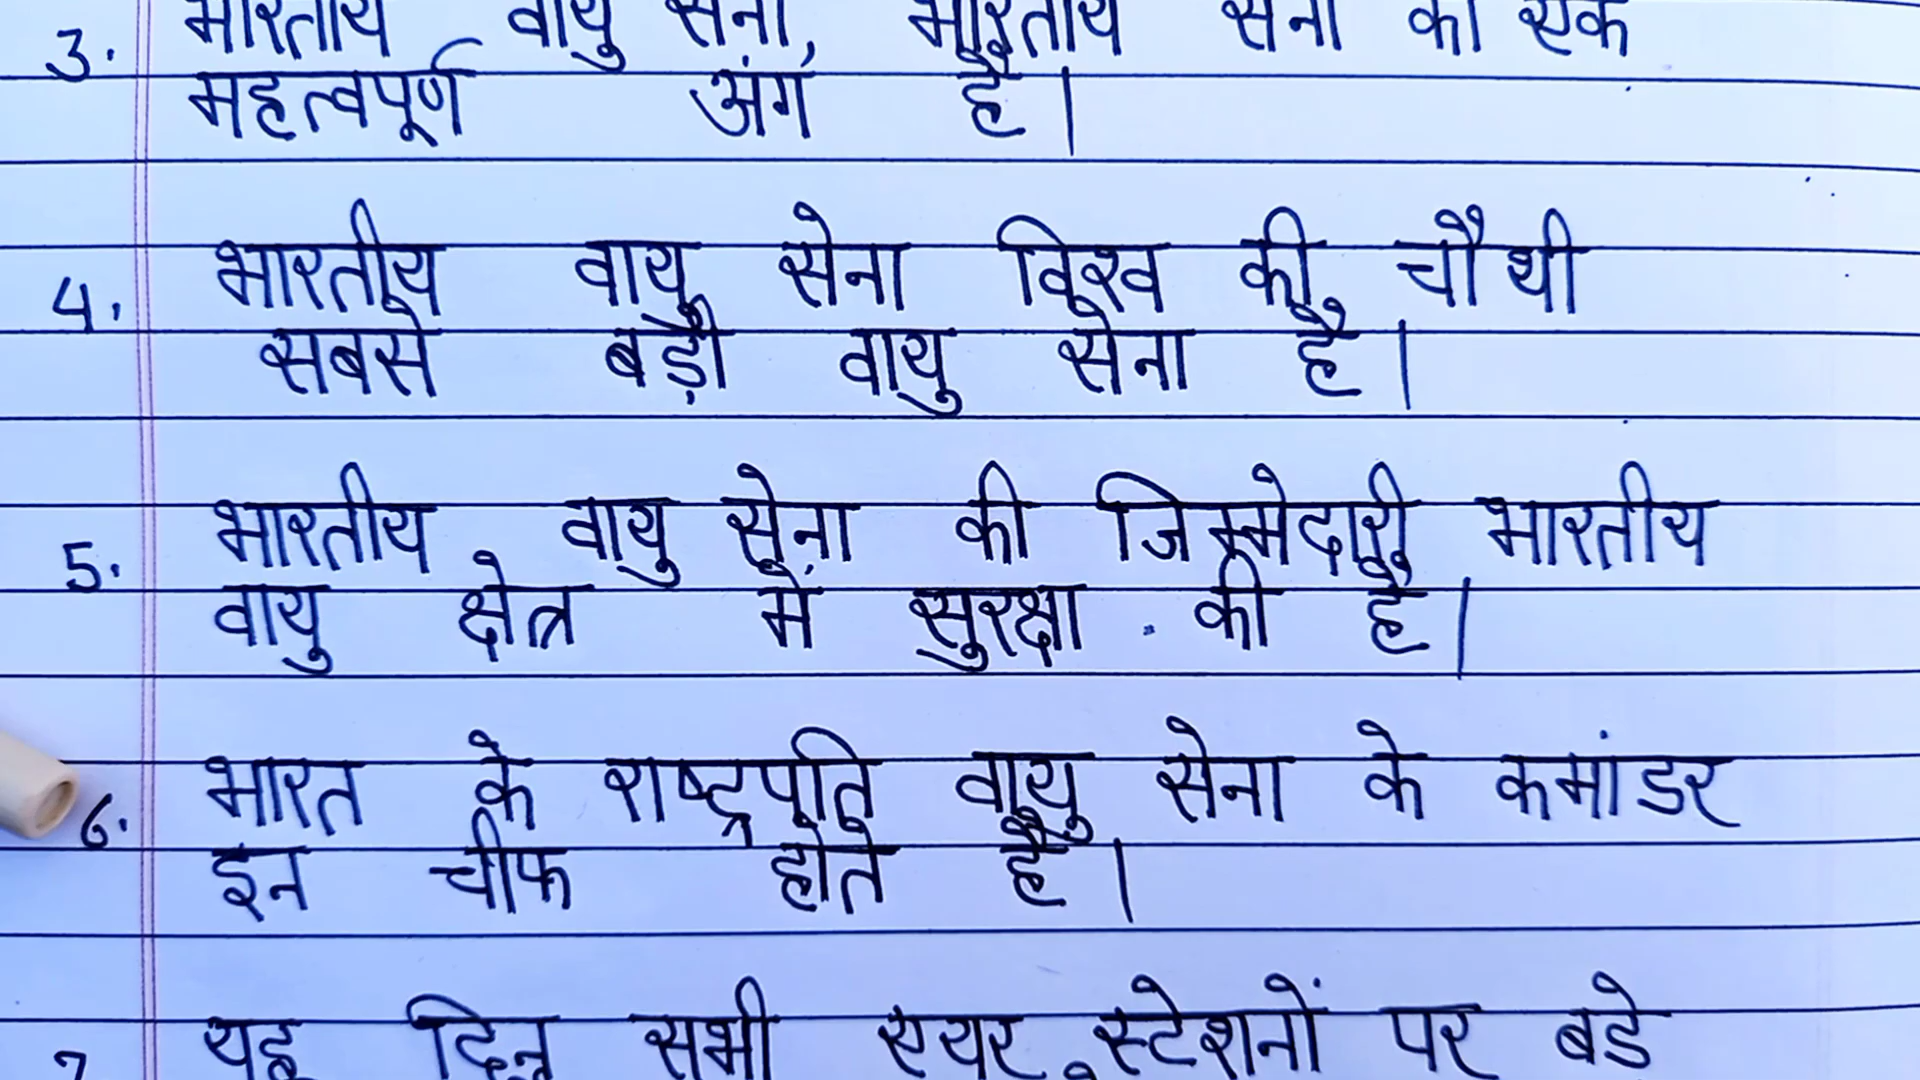 3. भारतीय वायु सेना, भारतीय सेना का एक
महत्वपूर्ण अंग है।
4. भारतीय वायु सेना विश्व की चौथी
सबसे बड़ी वायु सेना है।
5. भारतीय वायु सेना की जिम्मेदारी भारतीय
वायु क्षेत्र में सुरक्षा की है।
6. भारत के राष्ट्रपति वायु सेना के कमांडर
इन चीफ होते है।
7 यह दिन सभी एयर स्टेशनों पर बडे